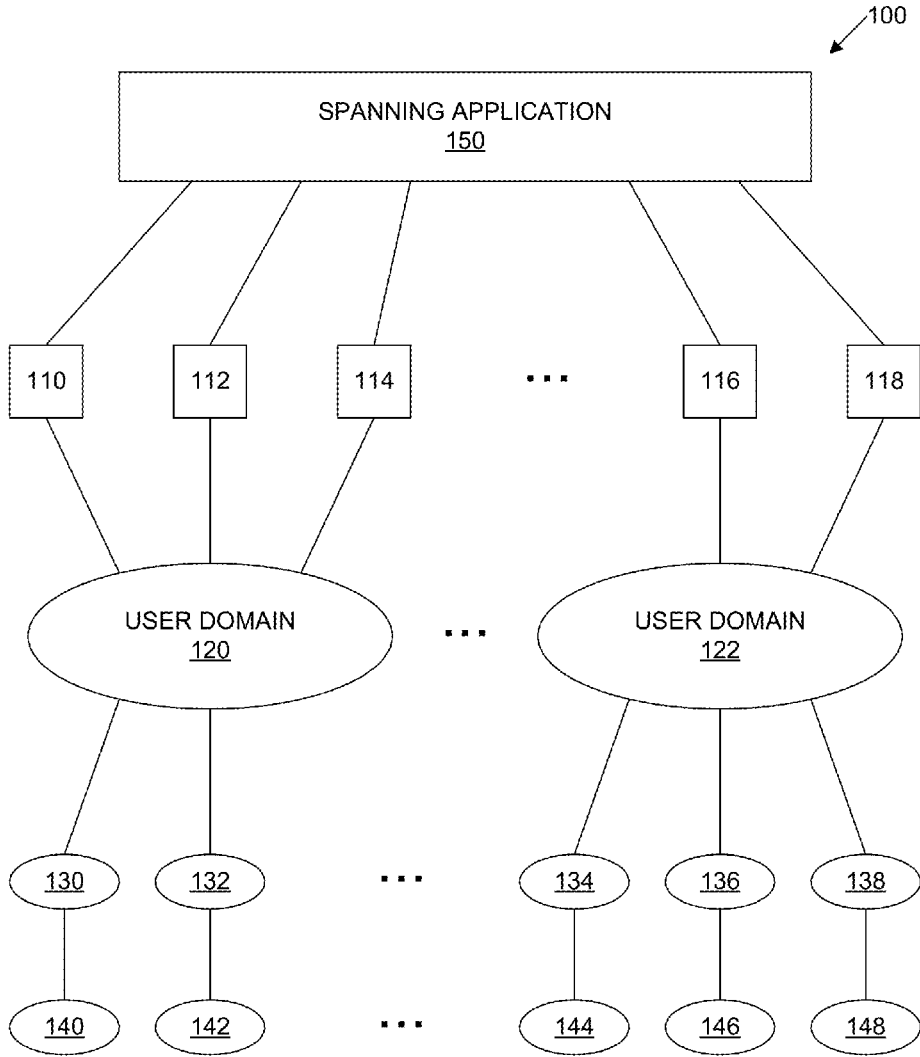 100
SPANNING APPLICATION
150
110 112 114 ... 116 118
USER DOMAIN
120
...
USER DOMAIN
122
130 132 ... 134 136 138
140 142 ... 144 146 148